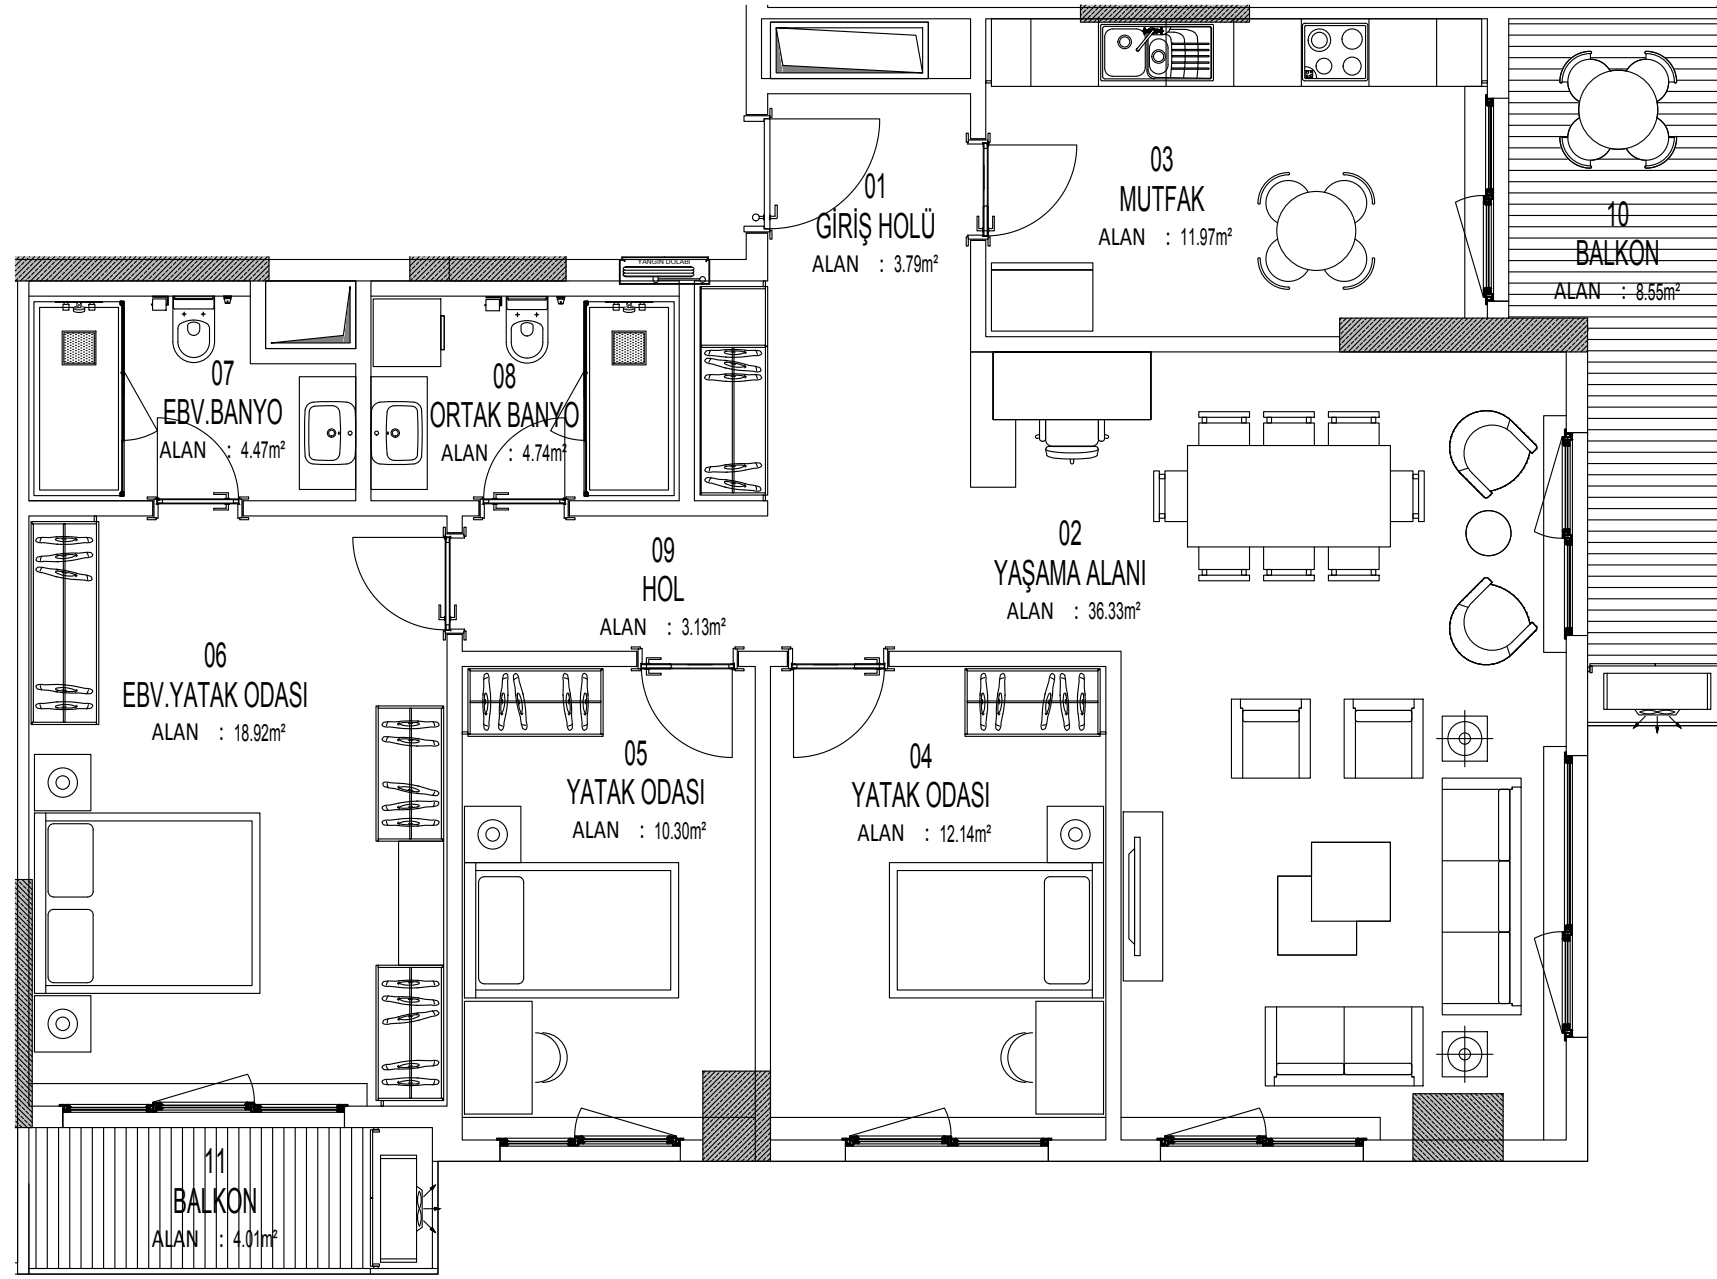 01
GİRİŞ HOLÜ
ALAN : 3.79m²
03
MUTFAK
ALAN : 11.97m²
10
BALKON
ALAN : 8.55m²
YANGIN DOLABI
07
EBV.BANYO
ALAN : 4.47m²
08
ORTAK BANYO
ALAN : 4.74m²
09
HOL
ALAN : 3.13m²
02
YAŞAMA ALANI
ALAN : 36.33m²
06
EBV.YATAK ODASI
ALAN : 18.92m²
05
YATAK ODASI
ALAN : 10.30m²
04
YATAK ODASI
ALAN : 12.14m²
11
BALKON
ALAN : 4.01m²